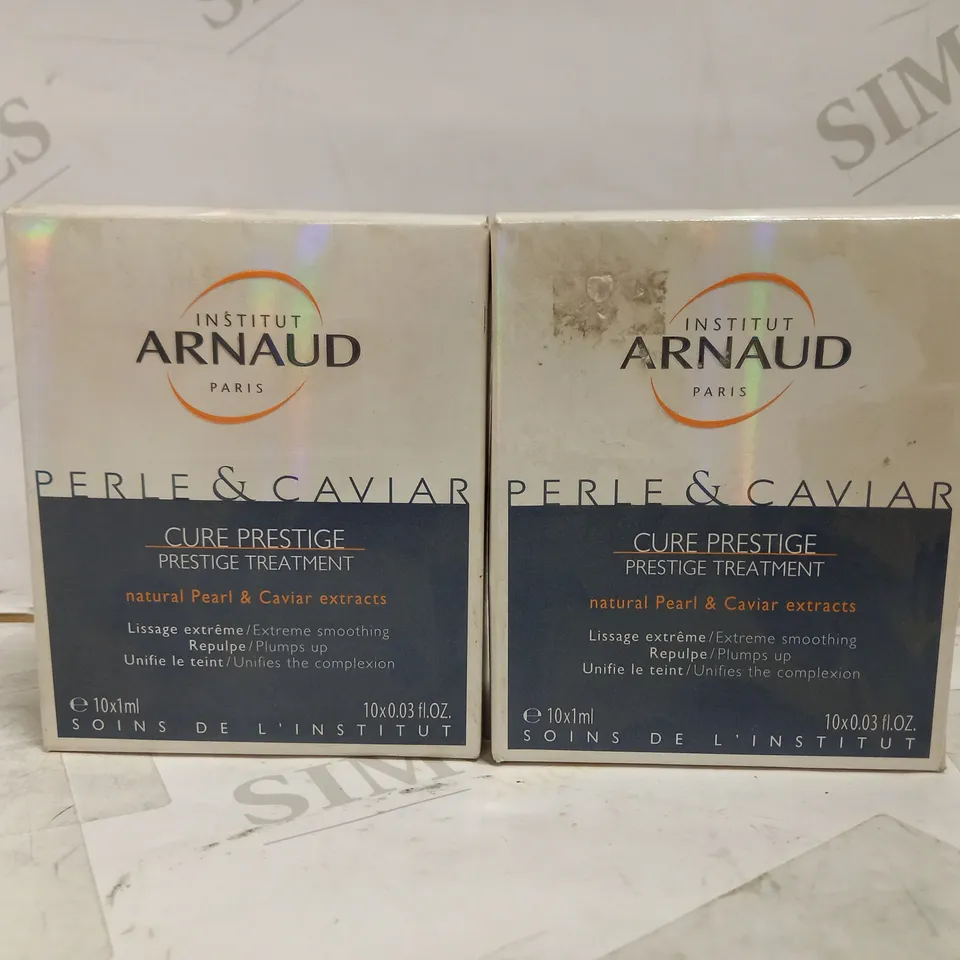 INSTITUT
ARNAUD
PARIS
PERLE & CAVIAR
CURE PRESTIGE
PRESTIGE TREATMENT
natural Pearl & Caviar extracts
Lissage extrême/Extreme smoothing
Repulpe/Plumps up
Unifie le teint/Unifies the complexion
℮ 10x1ml 10x0.03 fl.OZ.
SOINS DE L'INSTITUT
INSTITUT
ARNAUD
PARIS
PERLE & CAVIAR
CURE PRESTIGE
PRESTIGE TREATMENT
natural Pearl & Caviar extracts
Lissage extrême/Extreme smoothing
Repulpe/Plumps up
Unifie le teint/Unifies the complexion
℮ 10x1ml 10x0.03 fl.OZ.
SOINS DE L'INSTITUT